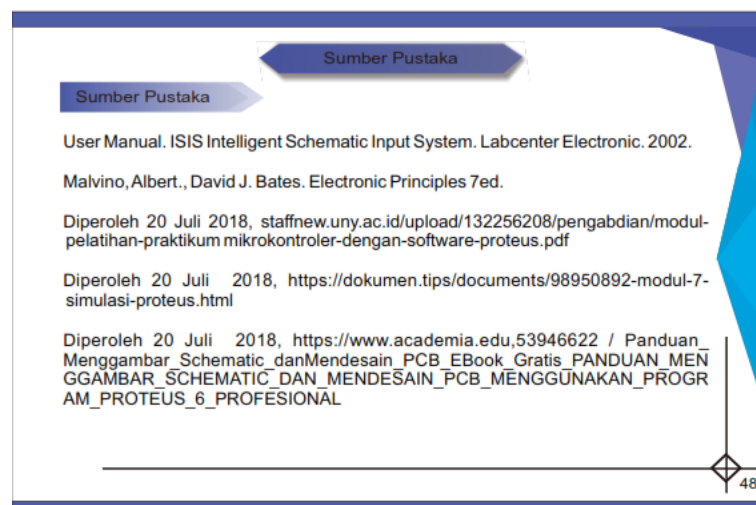 Sumber Pustaka
Sumber Pustaka
User Manual. ISIS Intelligent Schematic Input System. Labcenter Electronic. 2002.
Malvino, Albert., David J. Bates. Electronic Principles 7ed.
Diperoleh 20 Juli 2018, staffnew.uny.ac.id/upload/132256208/pengabdian/modul-
pelatihan-praktikum mikrokontroler-dengan-software-proteus.pdf
Diperoleh 20 Juli 2018, https://dokumen.tips/documents/98950892-modul-7-
simulasi-proteus.html
Diperoleh 20 Juli 2018, https://www.academia.edu,53946622 / Panduan_
Menggambar_Schematic_danMendesain_PCB_EBook_Gratis_PANDUAN_MEN
GGAMBAR_SCHEMATIC_DAN_MENDESAIN_PCB_MENGGUNAKAN_PROGR
AM_PROTEUS_6_PROFESIONAL
48